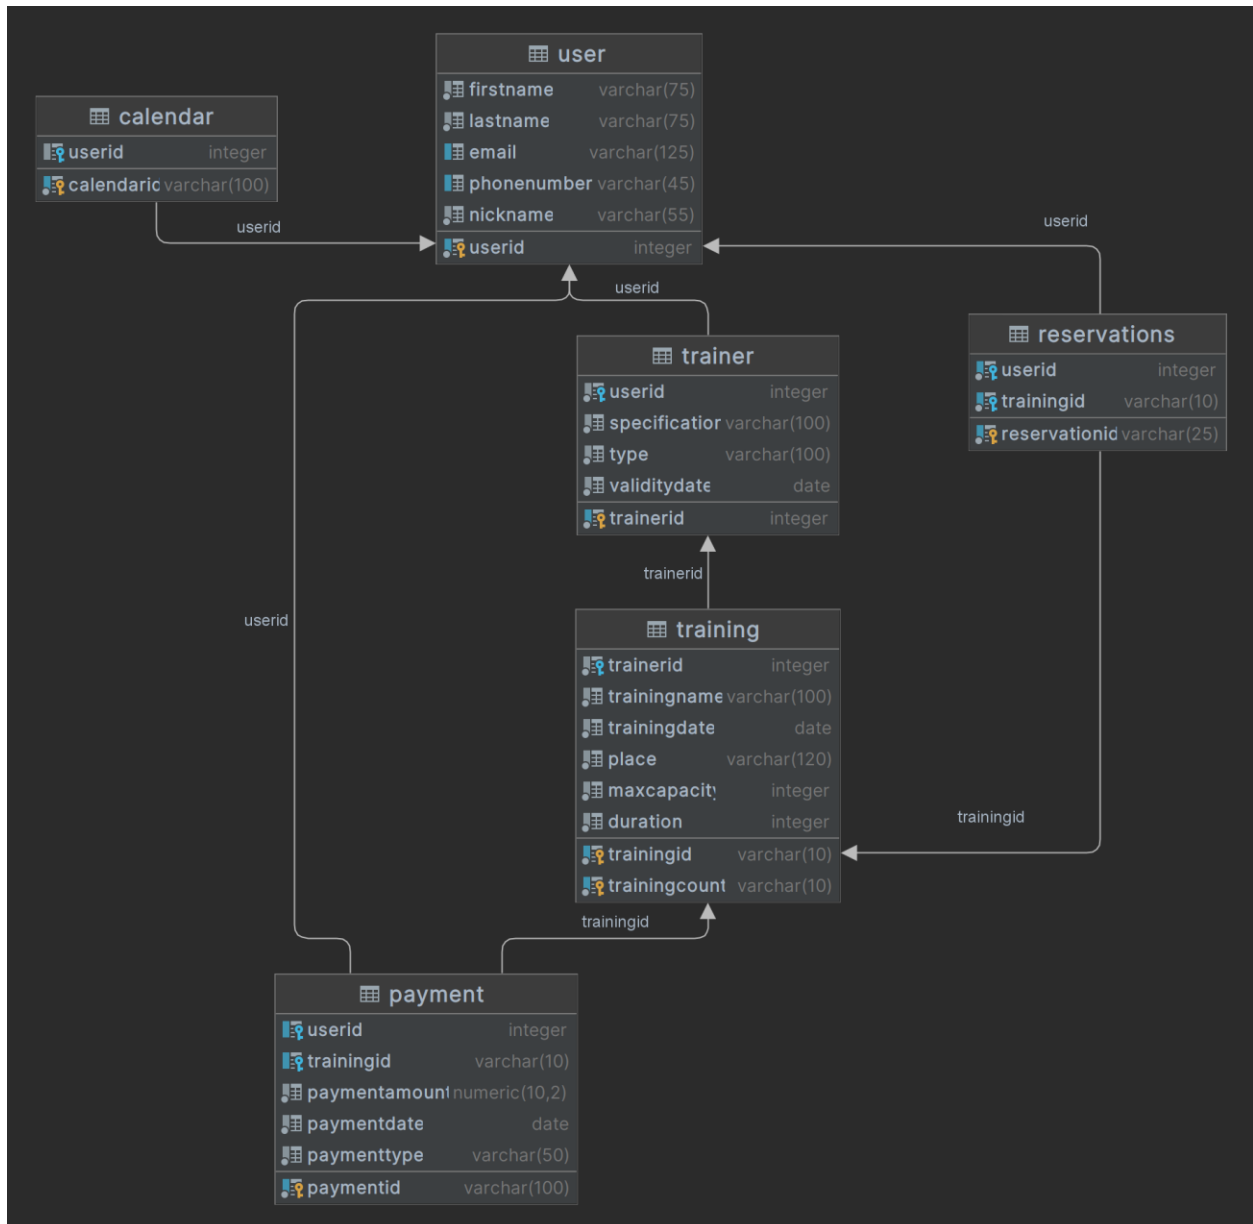 user
firstname varchar(75)
lastname varchar(75)
email varchar(125)
phonenumber varchar(45)
nickname varchar(55)
userid integer
calendar
userid integer
calendaric varchar(100)
userid
userid
userid
trainer
userid integer
specification varchar(100)
type varchar(100)
validitydate date
trainerid integer
reservations
userid integer
trainingid varchar(10)
reservationid varchar(25)
trainerid
userid
training
trainerid integer
trainingname varchar(100)
trainingdate date
place varchar(120)
maxcapacity integer
duration integer
trainingid varchar(10)
trainingcount varchar(10)
trainingid
trainingid
payment
userid integer
trainingid varchar(10)
paymentamount numeric(10,2)
paymentdate date
paymenttype varchar(50)
paymentid varchar(100)